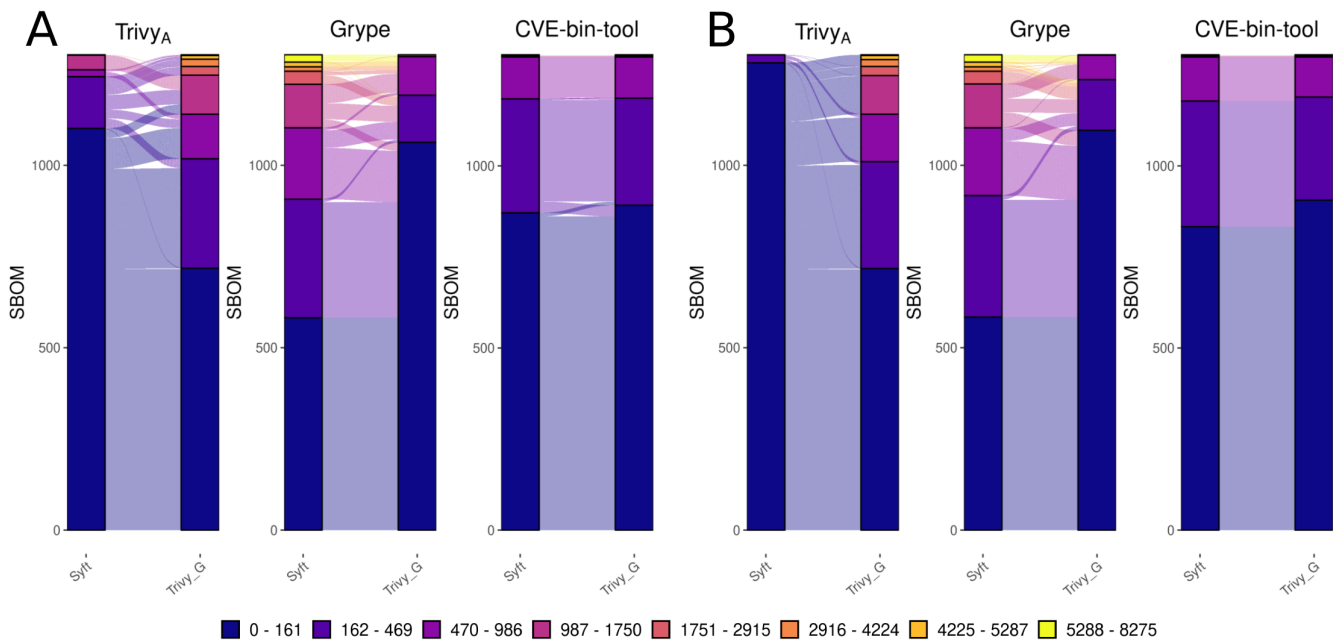 A
B
Trivy_A
Grype
CVE-bin-tool
Trivy_A
Grype
CVE-bin-tool
SBOM
1000
500
0
Syft
Trivy_G
SBOM
1000
500
0
Syft
Trivy_G
SBOM
1000
500
0
Syft
Trivy_G
SBOM
1000
500
0
Syft
Trivy_G
SBOM
1000
500
0
Syft
Trivy_G
SBOM
1000
500
0
Syft
Trivy_G
0 - 161 162 - 469 470 - 986 987 - 1750 1751 - 2915 2916 - 4224 4225 - 5287 5288 - 8275